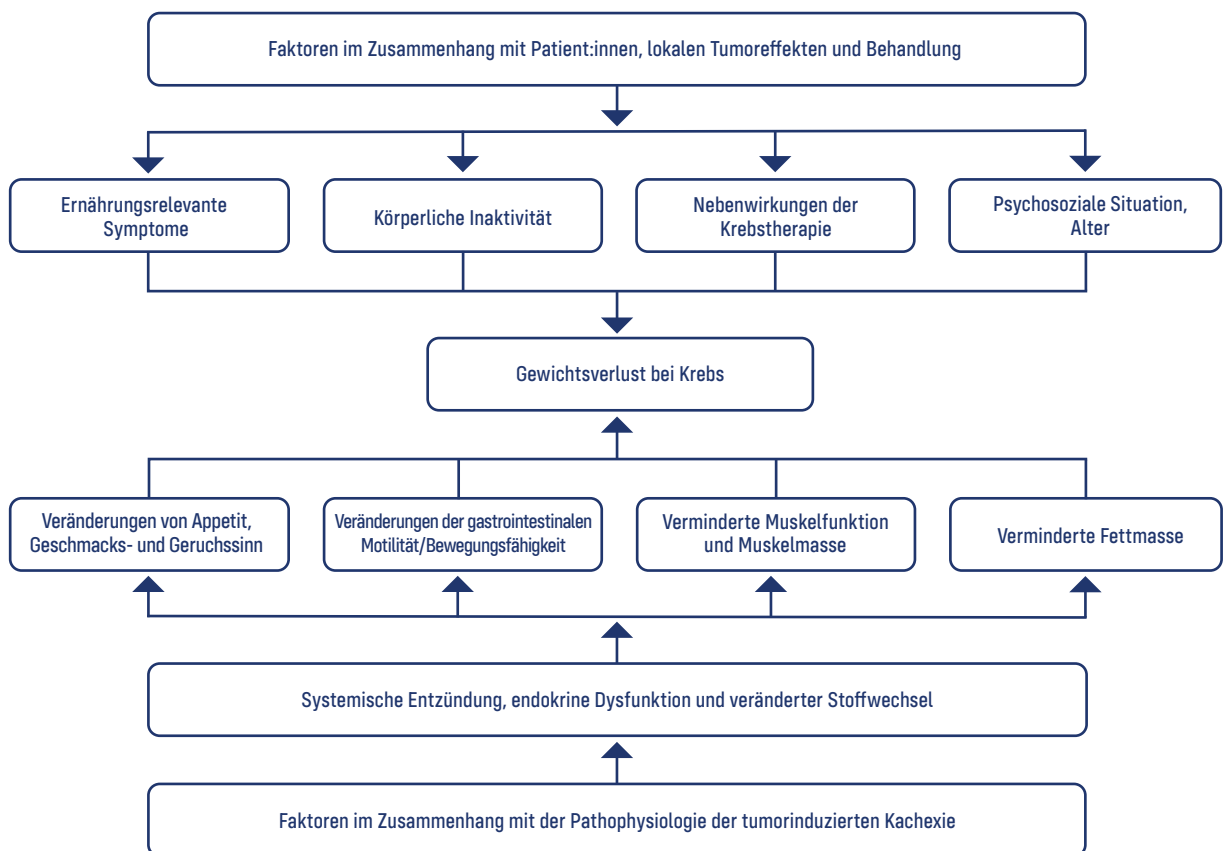 Faktoren im Zusammenhang mit Patient:innen, lokalen Tumoreffekten und Behandlung
Ernährungsrelevante
Symptome
Körperliche Inaktivität
Nebenwirkungen der
Krebstherapie
Psychosoziale Situation,
Alter
Gewichtsverlust bei Krebs
Veränderungen von Appetit,
Geschmacks- und Geruchssinn
Veränderungen der gastrointestinalen
Motilität/Bewegungsfähigkeit
Verminderte Muskelfunktion
und Muskelmasse
Verminderte Fettmasse
Systemische Entzündung, endokrine Dysfunktion und veränderter Stoffwechsel
Faktoren im Zusammenhang mit der Pathophysiologie der tumorinduzierten Kachexie